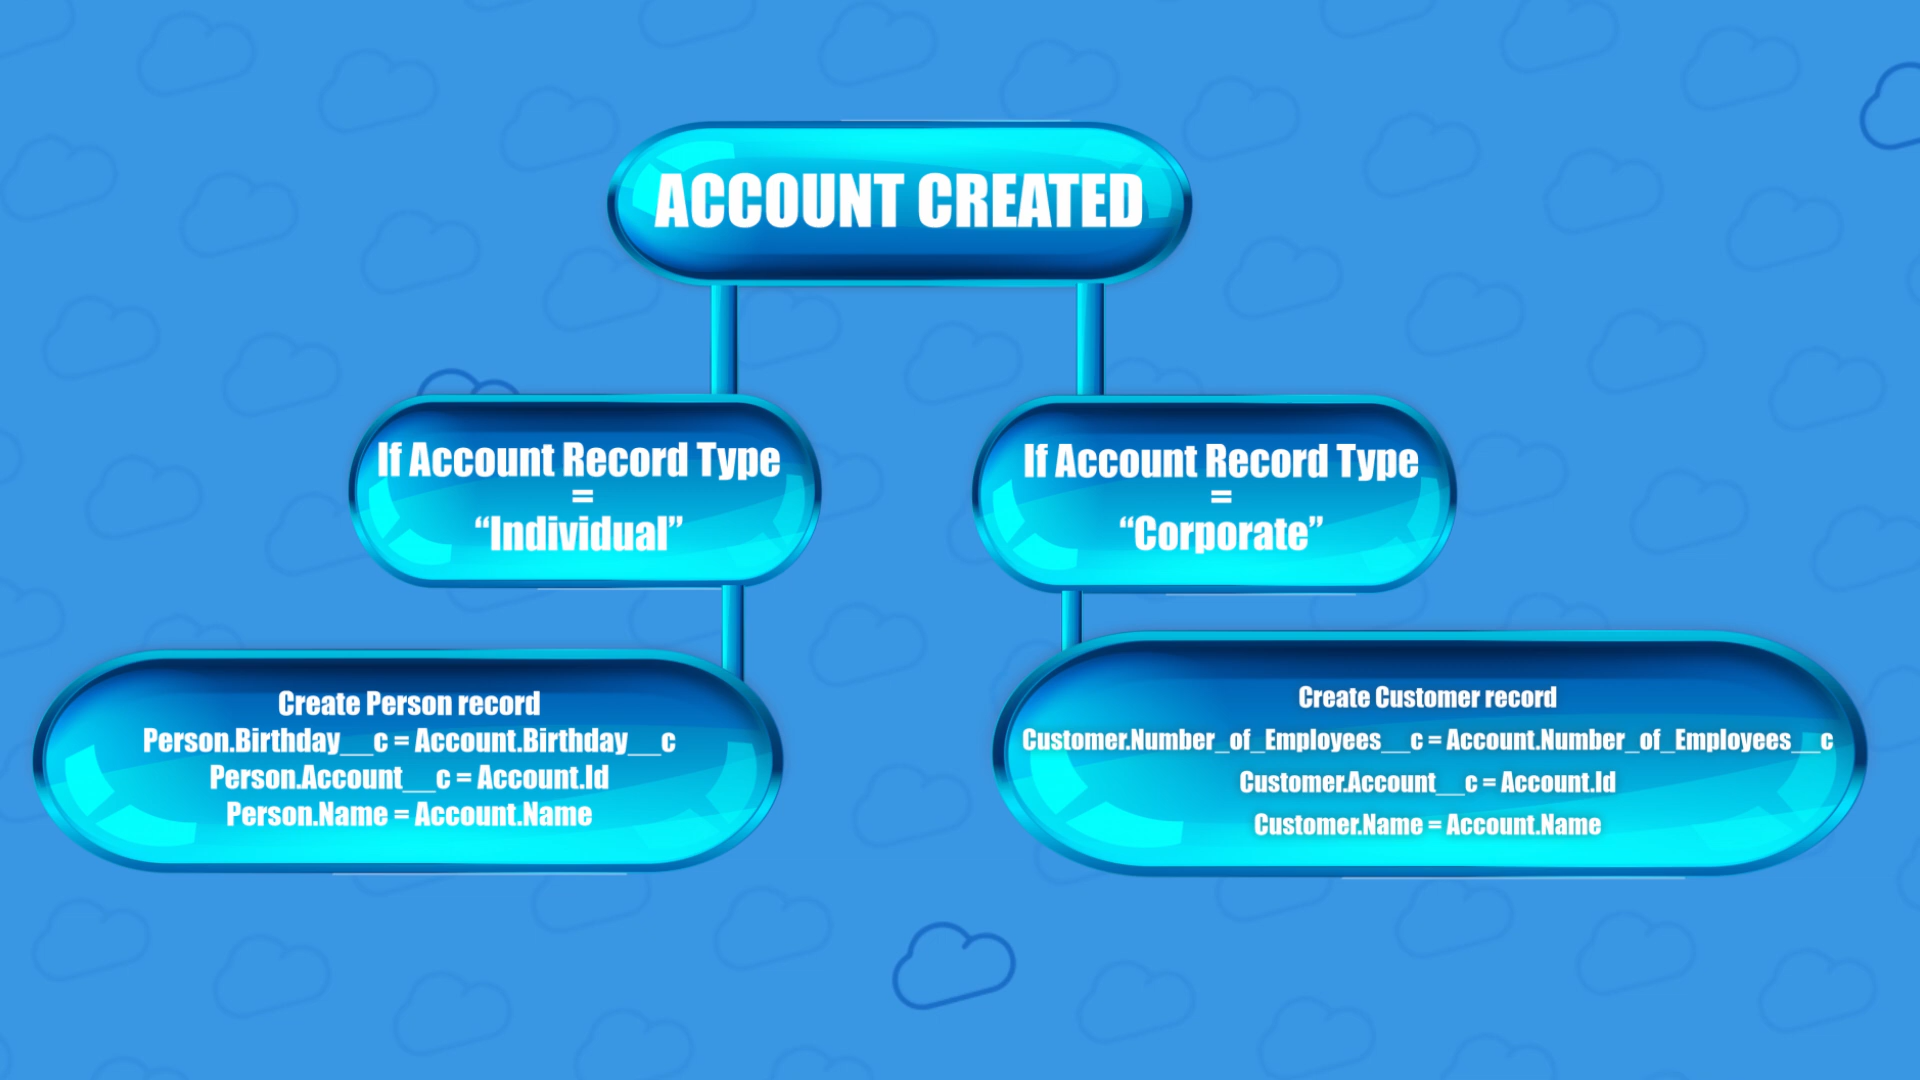 ACCOUNT CREATED
If Account Record Type
=
“Individual”
If Account Record Type
=
“Corporate”
Create Person record
Person.Birthday__c = Account.Birthday__c
Person.Account__c = Account.Id
Person.Name = Account.Name
Create Customer record
Customer.Number_of_Employees__c = Account.Number_of_Employees__c
Customer.Account__c = Account.Id
Customer.Name = Account.Name